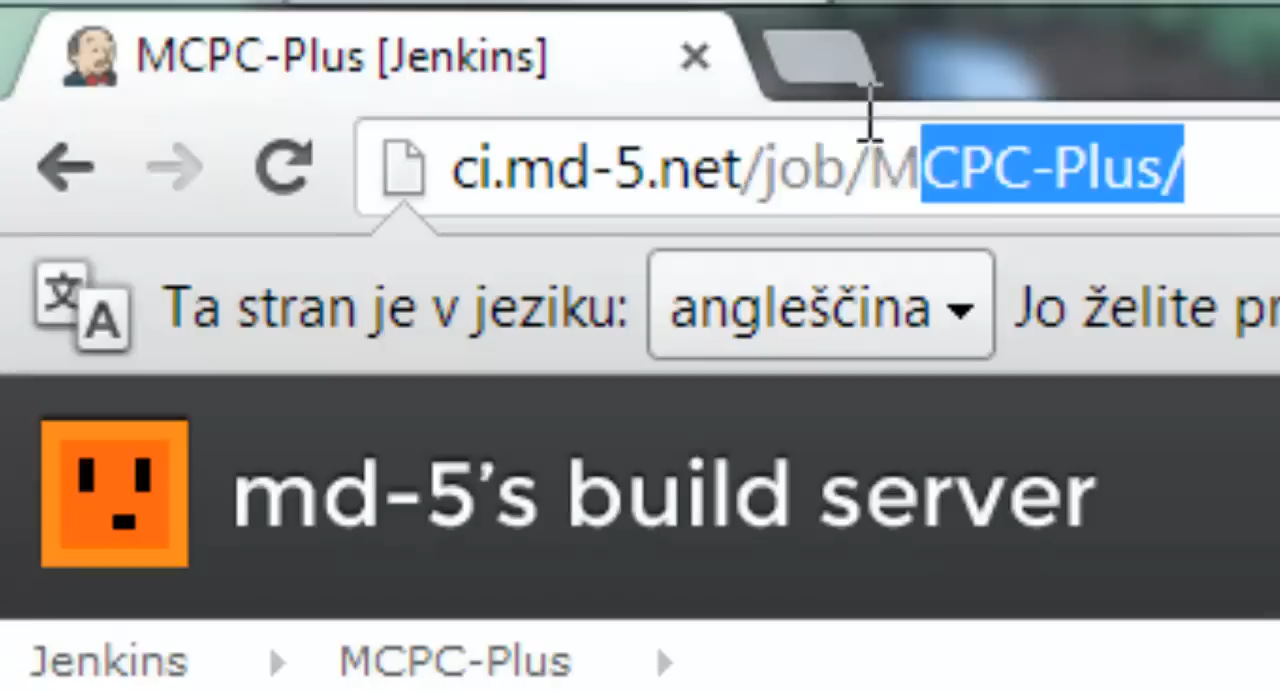 MCPC-Plus [Jenkins]
ci.md-5.net/job/MCPC-Plus/
文 A Ta stran je v jeziku: angleščina Jo želite
md-5's build server
Jenkins MCPC-Plus